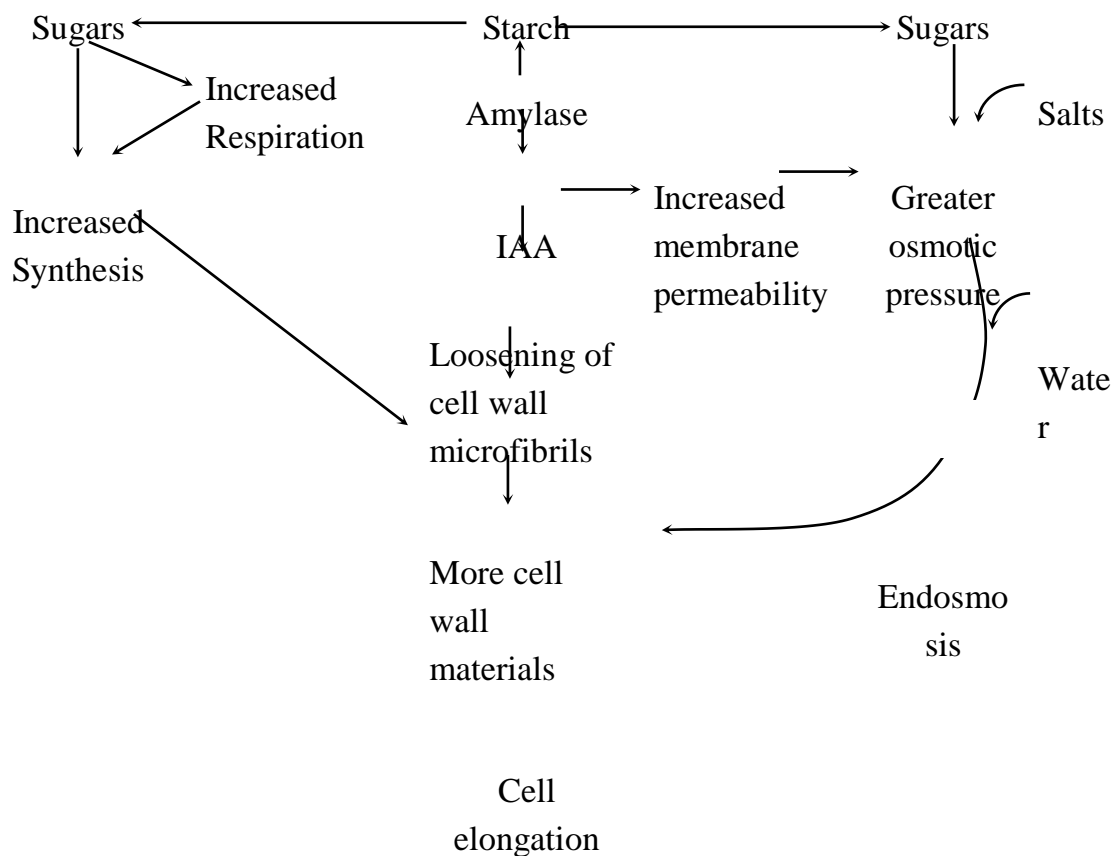 Sugars
Starch
Sugars
Increased
Respiration
Amylase
Salts
Increased
Synthesis
IAA
Increased
membrane
permeability
Greater
osmotic
pressure
Loosening of
cell wall
microfibrils
Wate
r
More cell
wall
materials
Endosmo
sis
Cell
elongation